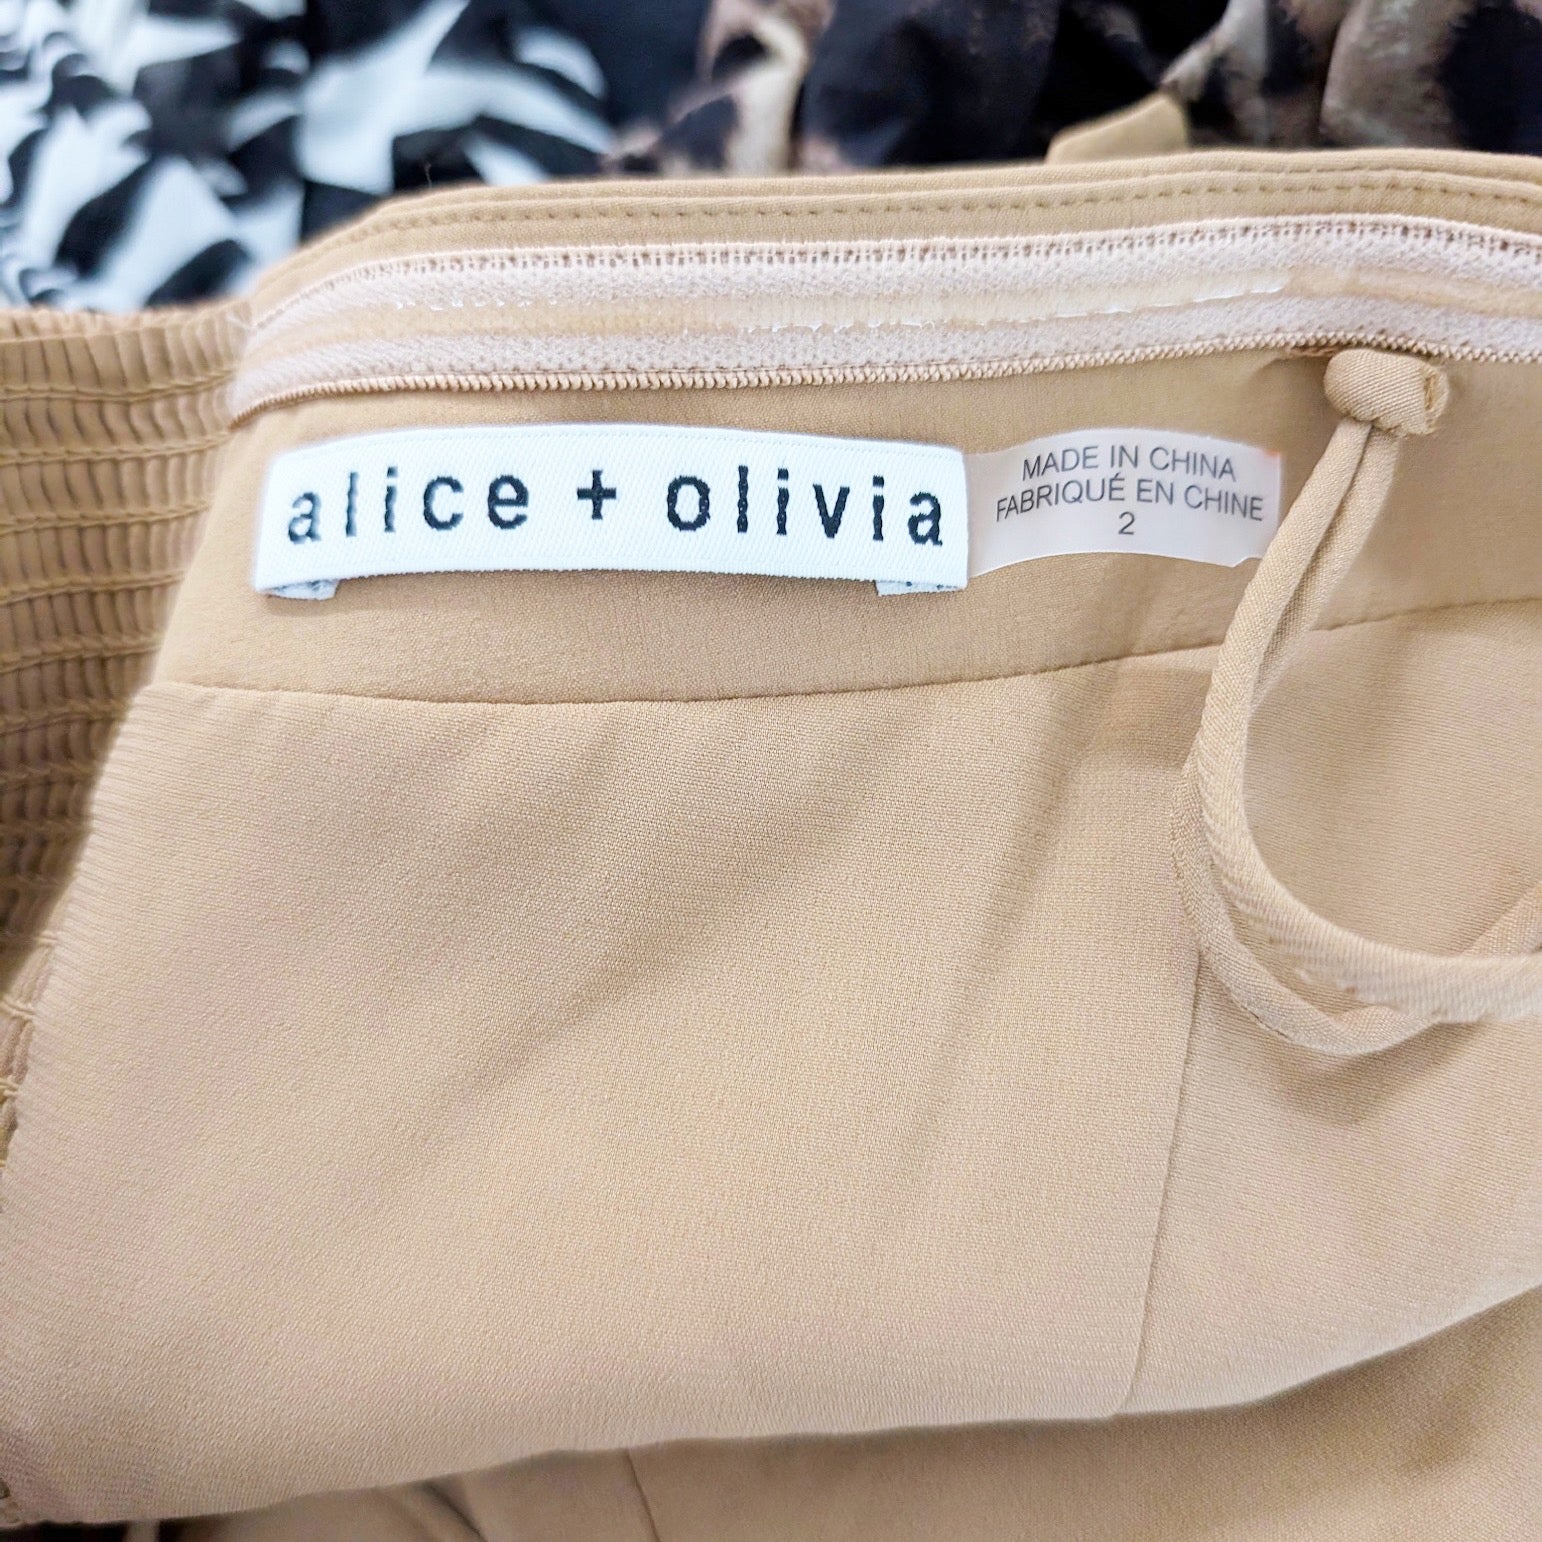 alice + olivia
MADE IN CHINA
FABRIQUÉ EN CHINE
2